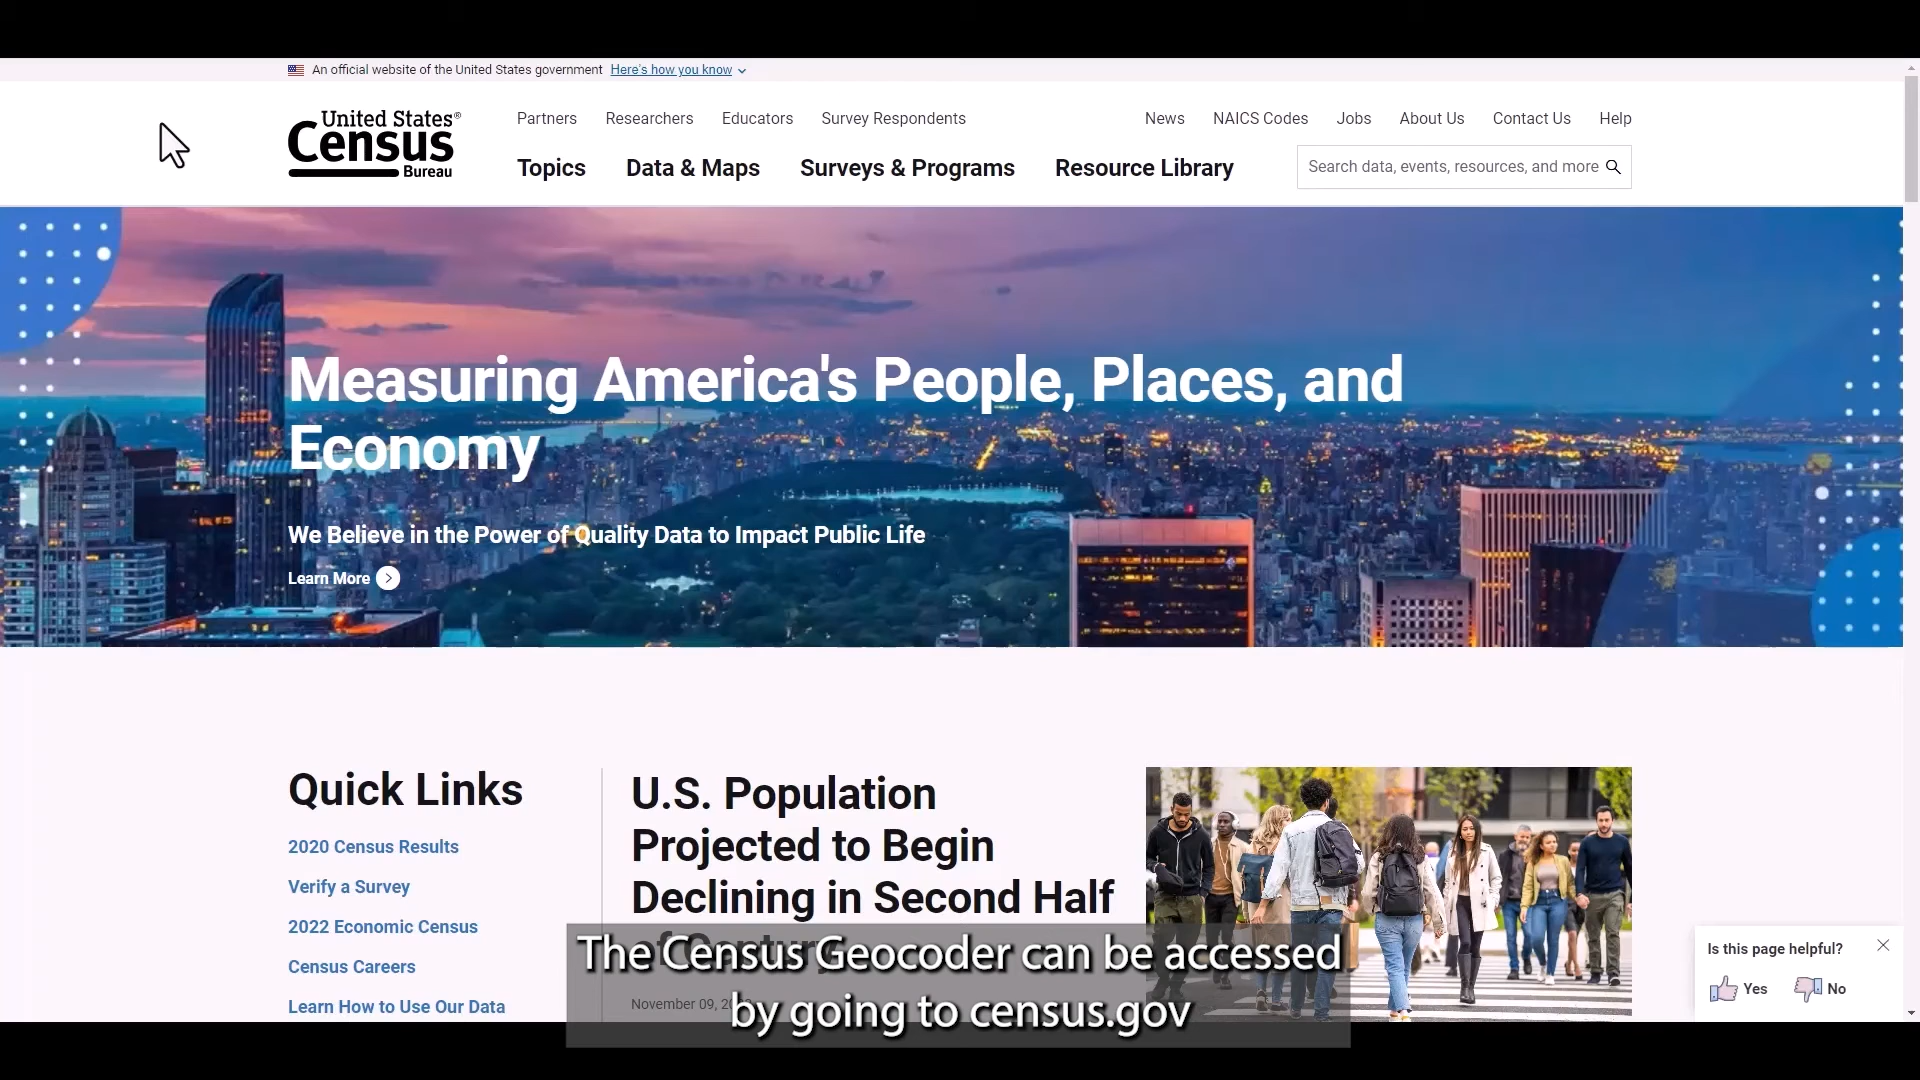 An official website of the United States government Here's how you know
United States®
Census
Bureau
Partners Researchers Educators Survey Respondents
News NAICS Codes Jobs About Us Contact Us Help
Topics Data & Maps Surveys & Programs Resource Library
Search data, events, resources, and more
Measuring America's People, Places, and
Economy
We Believe in the Power of Quality Data to Impact Public Life
Learn More
Quick Links
2020 Census Results
Verify a Survey
2022 Economic Census
Census Careers
Learn How to Use Our Data
U.S. Population
Projected to Begin
Declining in Second Half
of Century
November 09,
The Census Geocoder can be accessed
by going to census.gov
Is this page helpful?
Yes No